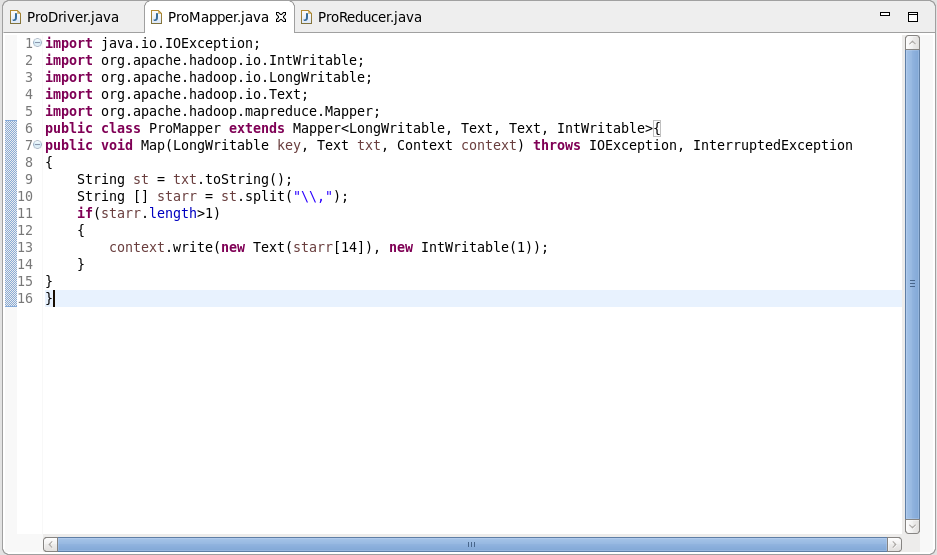 ProDriver.java ProMapper.java ProReducer.java
1 import java.io.IOException;
2 import org.apache.hadoop.io.IntWritable;
3 import org.apache.hadoop.io.LongWritable;
4 import org.apache.hadoop.io.Text;
5 import org.apache.hadoop.mapreduce.Mapper;
6 public class ProMapper extends Mapper<LongWritable, Text, Text, IntWritable>{
7 public void Map(LongWritable key, Text txt, Context context) throws IOException, InterruptedException
8 {
9     String st = txt.toString();
10     String [] starr = st.split("\\,");
11     if(starr.length>1)
12     {
13         context.write(new Text(starr[14]), new IntWritable(1));
14     }
15 }
16 }